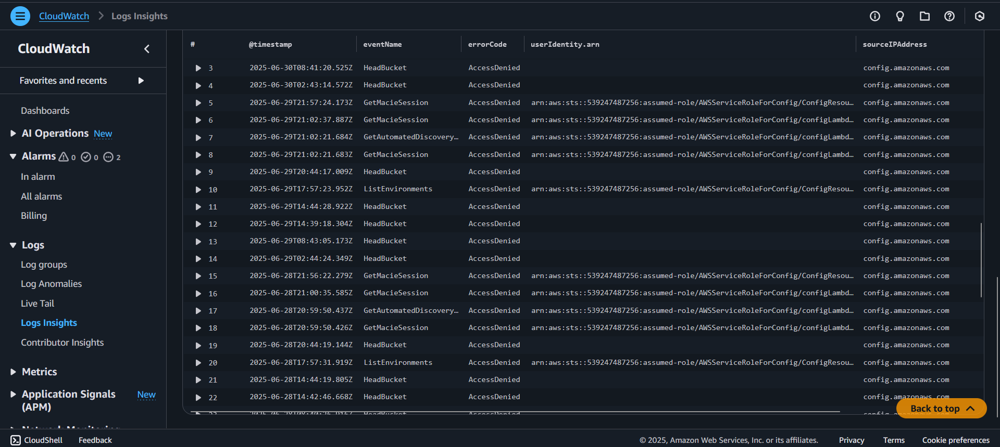 CloudWatch > Logs Insights
CloudWatch
Favorites and recents
Dashboards
AI Operations New
Alarms 0 0 2
In alarm
All alarms
Billing
Logs
Log groups
Log Anomalies
Live Tail
Logs Insights
Contributor Insights
Metrics
Application Signals New
(APM)
Network Monitoring
# @timestamp eventName errorCode userIdentity.arn sourceIPAddress
3 2025-06-30T08:41:20.525Z HeadBucket AccessDenied config.amazonaws.com
4 2025-06-30T02:43:14.572Z HeadBucket AccessDenied config.amazonaws.com
5 2025-06-29T21:57:24.173Z GetMacieSession AccessDenied arn:aws:sts::539247487256:assumed-role/AWSServiceRoleForConfig/ConfigResou… config.amazonaws.com
6 2025-06-29T21:02:37.887Z GetMacieSession AccessDenied arn:aws:sts::539247487256:assumed-role/AWSServiceRoleForConfig/configLambd… config.amazonaws.com
7 2025-06-29T21:02:21.684Z GetAutomatedDiscovery… AccessDenied arn:aws:sts::539247487256:assumed-role/AWSServiceRoleForConfig/configLambd… config.amazonaws.com
8 2025-06-29T21:02:21.683Z GetMacieSession AccessDenied arn:aws:sts::539247487256:assumed-role/AWSServiceRoleForConfig/configLambd… config.amazonaws.com
9 2025-06-29T20:44:17.009Z HeadBucket AccessDenied config.amazonaws.com
10 2025-06-29T17:57:23.952Z ListEnvironments AccessDenied arn:aws:sts::539247487256:assumed-role/AWSServiceRoleForConfig/ConfigResou… config.amazonaws.com
11 2025-06-29T14:44:28.922Z HeadBucket AccessDenied config.amazonaws.com
12 2025-06-29T14:39:18.304Z HeadBucket AccessDenied config.amazonaws.com
13 2025-06-29T08:43:05.173Z HeadBucket AccessDenied config.amazonaws.com
14 2025-06-29T02:44:24.349Z HeadBucket AccessDenied config.amazonaws.com
15 2025-06-28T21:56:22.279Z GetMacieSession AccessDenied arn:aws:sts::539247487256:assumed-role/AWSServiceRoleForConfig/ConfigResou… config.amazonaws.com
16 2025-06-28T21:00:35.585Z GetMacieSession AccessDenied arn:aws:sts::539247487256:assumed-role/AWSServiceRoleForConfig/configLambd… config.amazonaws.com
17 2025-06-28T20:59:50.437Z GetAutomatedDiscovery… AccessDenied arn:aws:sts::539247487256:assumed-role/AWSServiceRoleForConfig/configLambd… config.amazonaws.com
18 2025-06-28T20:59:50.426Z GetMacieSession AccessDenied arn:aws:sts::539247487256:assumed-role/AWSServiceRoleForConfig/configLambd… config.amazonaws.com
19 2025-06-28T20:44:19.144Z HeadBucket AccessDenied config.amazonaws.com
20 2025-06-28T17:57:31.919Z ListEnvironments AccessDenied arn:aws:sts::539247487256:assumed-role/AWSServiceRoleForConfig/ConfigResou… config.amazonaws.com
21 2025-06-28T14:44:19.805Z HeadBucket AccessDenied config.amazonaws.com
22 2025-06-28T14:42:46.668Z HeadBucket AccessDenied config.amazonaws.com
23 HeadBucket AccessDenied
Back to top
CloudShell Feedback © 2025, Amazon Web Services, Inc. or its affiliates. Privacy Terms Cookie preferences